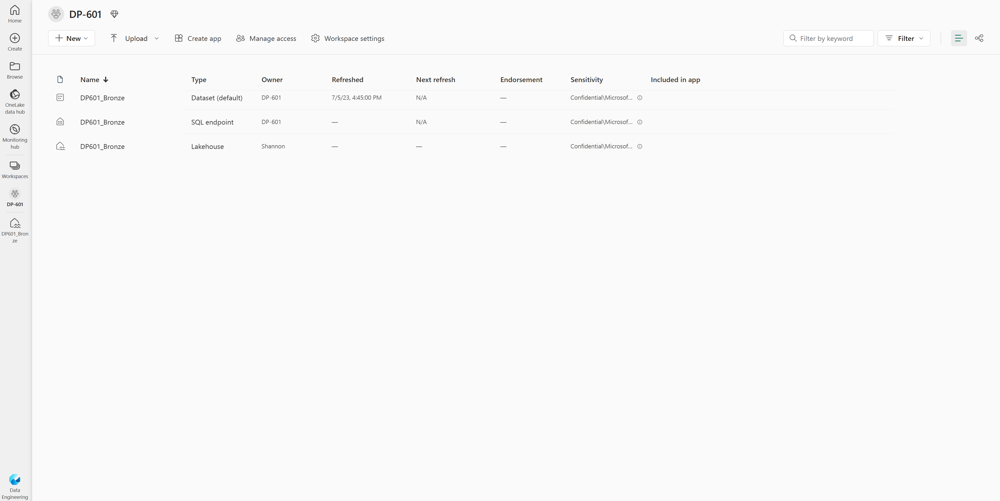 Home
Create
Browse
OneLake
data hub
Monitoring
hub
Workspaces
DP-601
DP601_Bron
ze
Data
Engineering
DP-601
New
Upload
Create app
Manage access
Workspace settings
Filter by keyword
Filter
Name Type Owner Refreshed Next refresh Endorsement Sensitivity Included in app
DP601_Bronze Dataset (default) DP-601 7/5/23, 4:45:00 PM N/A — Confidential\Microsof...
DP601_Bronze SQL endpoint DP-601 — N/A — Confidential\Microsof...
DP601_Bronze Lakehouse Shannon — — — Confidential\Microsof...